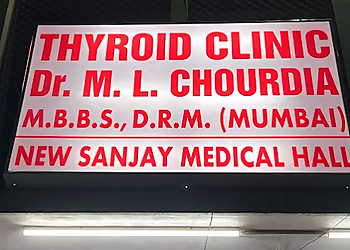 THYROID CLINIC
Dr. M. L. CHOURDIA
M.B.B.S., D.R.M. (MUMBAI)
NEW SANJAY MEDICAL HALL